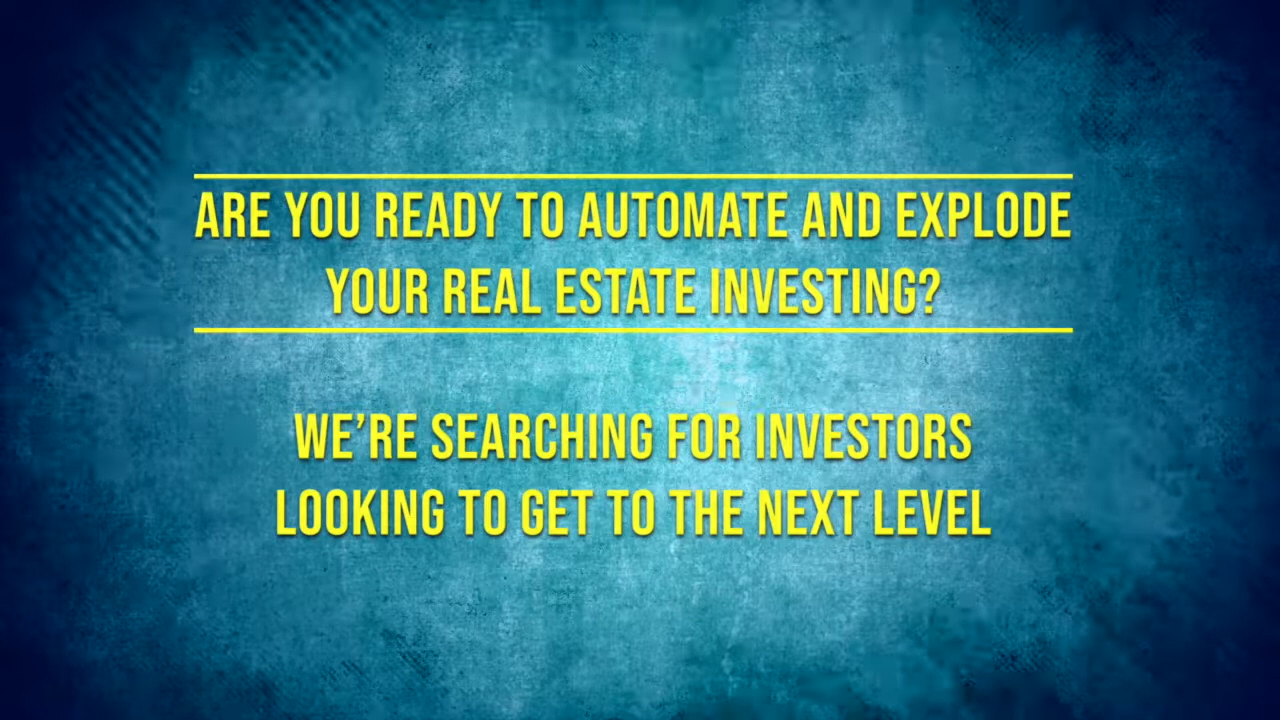 ARE YOU READY TO AUTOMATE AND EXPLODE
YOUR REAL ESTATE INVESTING?
WE’RE SEARCHING FOR INVESTORS
LOOKING TO GET TO THE NEXT LEVEL